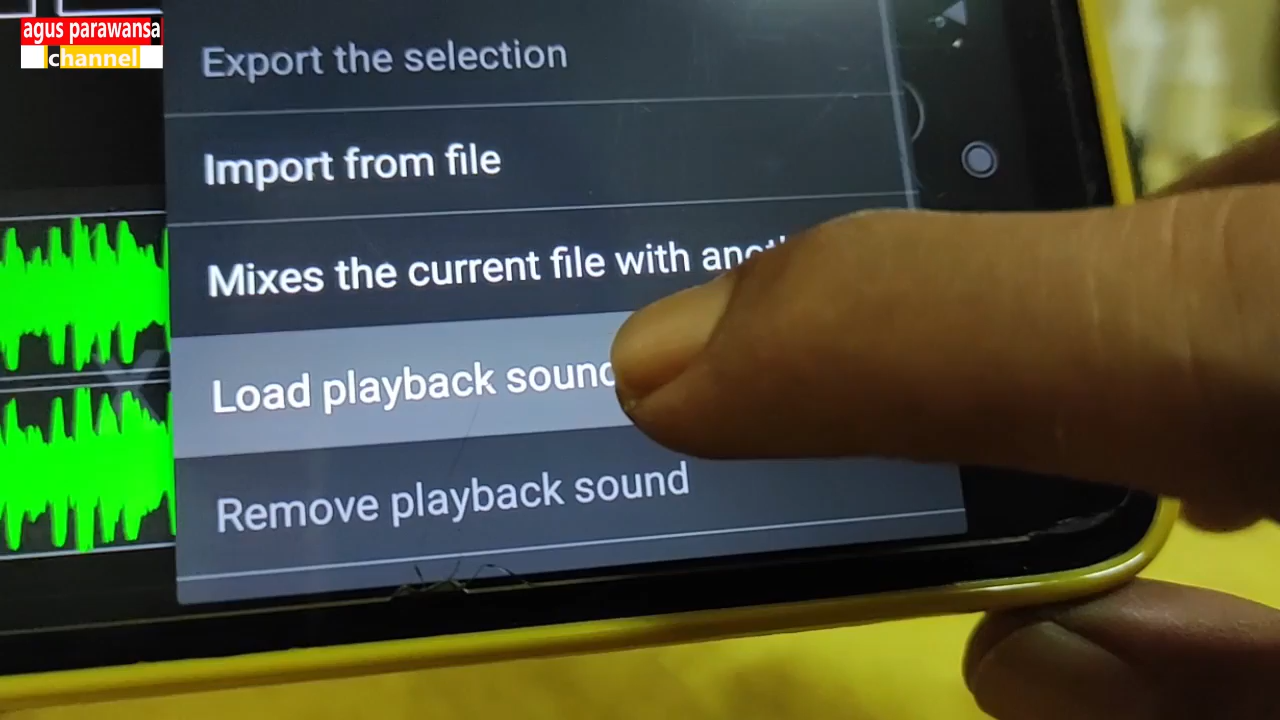 agus parawansa
channel
Export the selection
Import from file
Mixes the current file with
Load playback sound
Remove playback sound